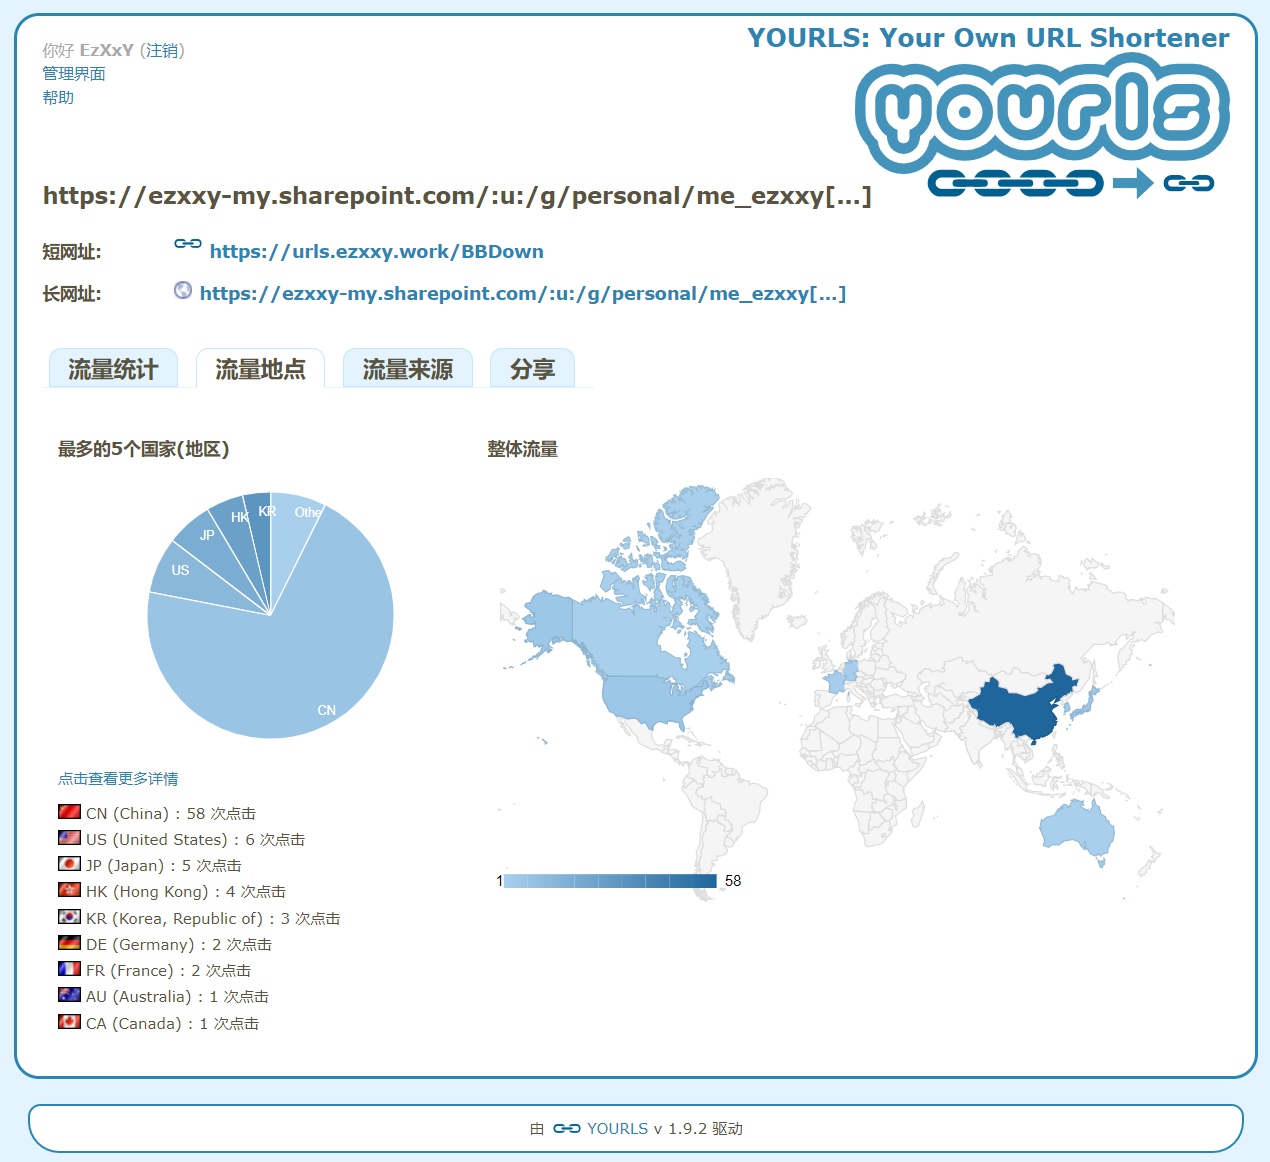 你好 EzXxY (注销)
管理界面
帮助
YOURLS: Your Own URL Shortener
yourls
https://ezxxy-my.sharepoint.com/:u:/g/personal/me_ezxxy[...]
短网址: https://urls.ezxxy.work/BBDown
长网址: https://ezxxy-my.sharepoint.com/:u:/g/personal/me_ezxxy[...]
流量统计 流量地点 流量来源 分享
最多的5个国家(地区)
KR Othe
HK
JP
US
CN
点击查看更多详情
CN (China) : 58 次点击
US (United States) : 6 次点击
JP (Japan) : 5 次点击
HK (Hong Kong) : 4 次点击
KR (Korea, Republic of) : 3 次点击
DE (Germany) : 2 次点击
FR (France) : 2 次点击
AU (Australia) : 1 次点击
CA (Canada) : 1 次点击
整体流量
1 58
由 YOURLS v 1.9.2 驱动